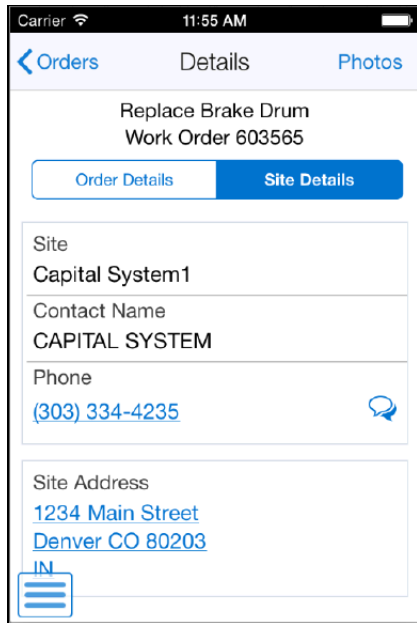 Carrier 11:55 AM
Orders Details Photos
Replace Brake Drum
Work Order 603565
Order Details Site Details
Site
Capital System1
Contact Name
CAPITAL SYSTEM
Phone
(303) 334-4235
Site Address
1234 Main Street
Denver CO 80203
IN